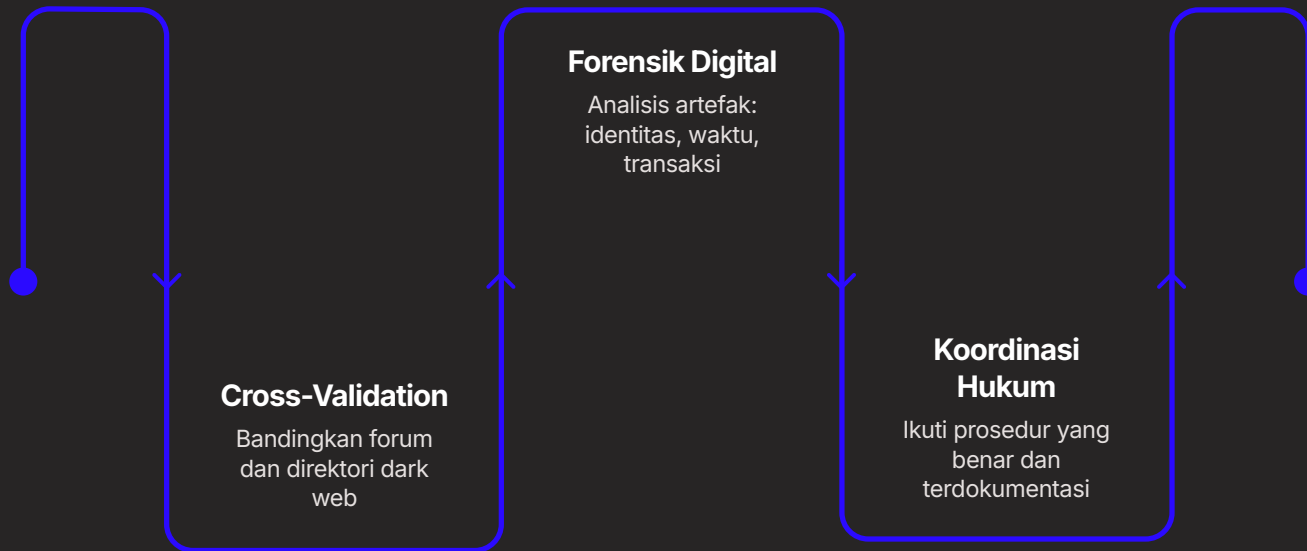 Cross-Validation
Bandingkan forum
dan direktori dark
web
Forensik Digital
Analisis artefak:
identitas, waktu,
transaksi
Koordinasi
Hukum
Ikuti prosedur yang
benar dan
terdokumentasi